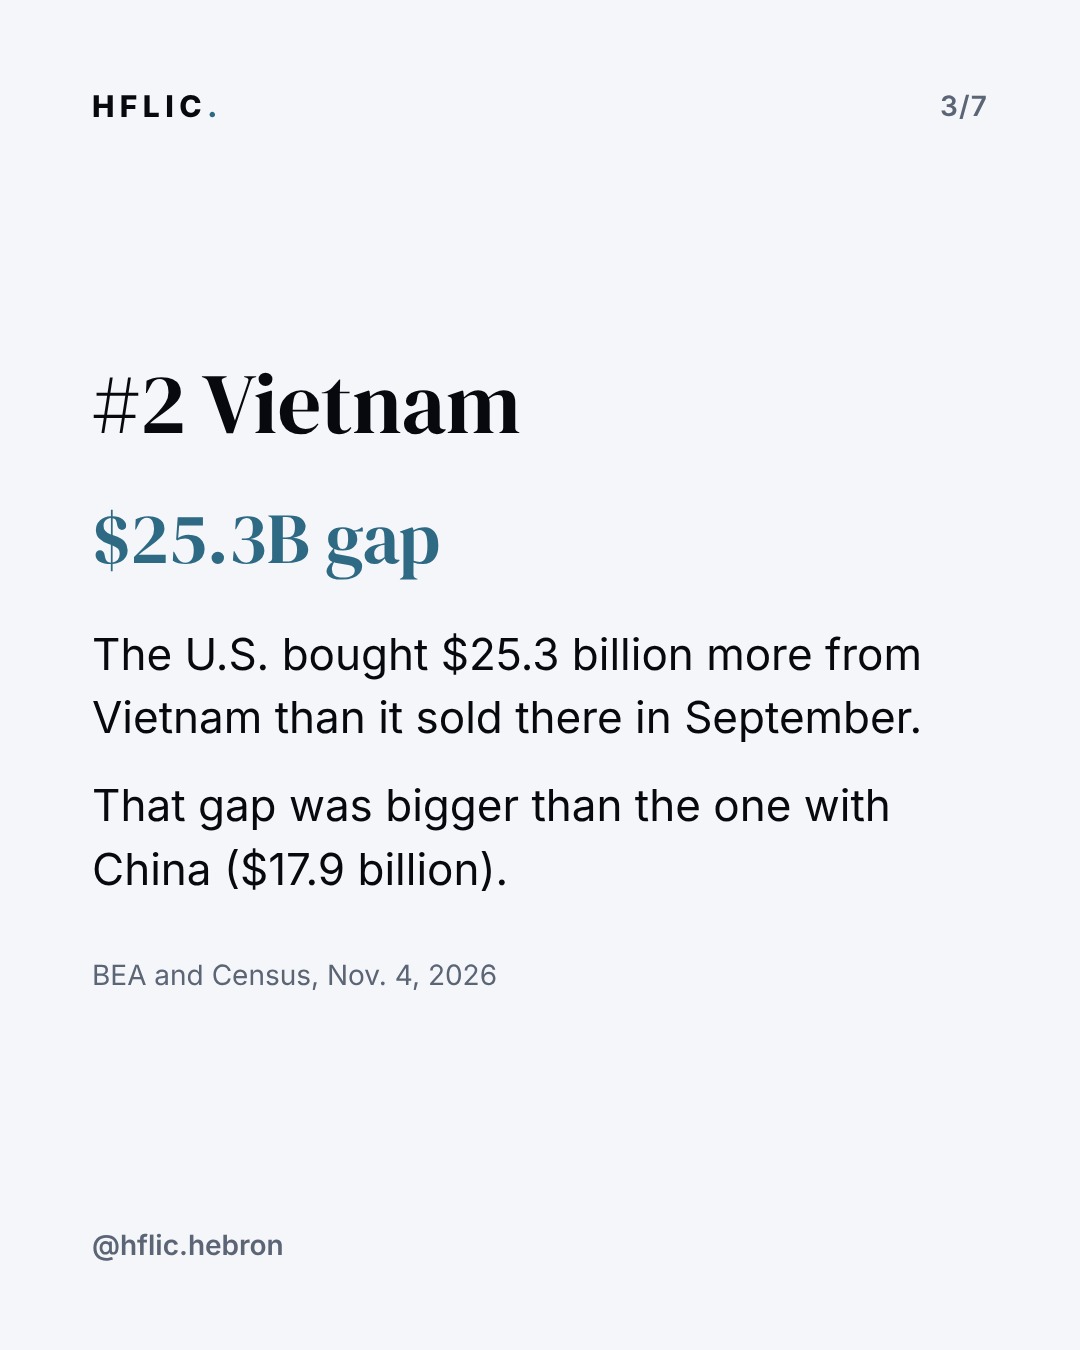 HFLIC.
3/7
#2 Vietnam
$25.3B gap
The U.S. bought $25.3 billion more from
Vietnam than it sold there in September.
That gap was bigger than the one with
China ($17.9 billion).
BEA and Census, Nov. 4, 2026
@hflic.hebron